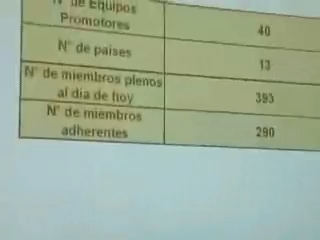 N° de Equipos
Promotores 40
N° de países 13
N° de miembros plenos
al día de hoy 393
N° de miembros
adherentes 290